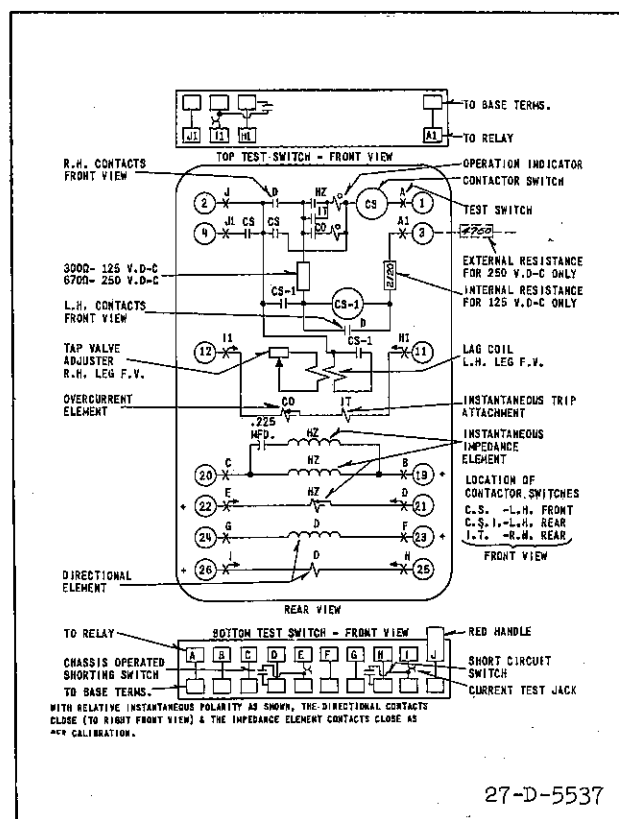 J1 I1 H1 A1
TO BASE TERMS.
TO RELAY
TOP TEST SWITCH - FRONT VIEW
R.H. CONTACTS
FRONT VIEW
OPERATION INDICATOR
CONTACTOR SWITCH
TEST SWITCH
2 J D HZ CS A 1
IT
4 J1 CS CS CO A1 3
4750
EXTERNAL RESISTANCE
FOR 250 V.D-C ONLY
300Ω- 125 V.D-C
670Ω- 250 V.D-C
2120
INTERNAL RESISTANCE
FOR 125 V.D-C ONLY
CS-1 CS-1
L.H. CONTACTS
FRONT VIEW
D
CS-1
12 I1 HI 11
TAP VALVE
ADJUSTER
R.H. LEG F.V.
LAG COIL
L.H. LEG F.V.
OVERCURRENT
ELEMENT
CO IT
INSTANTANEOUS TRIP
ATTACHMENT
.225
MFD.
HZ
INSTANTANEOUS
IMPEDANCE
ELEMENT
20 C HZ B 19 +
+ 22 E HZ D 21
24 G D F 23 +
+ 26 I D H 25
LOCATION OF
CONTACTOR SWITCHES
C.S. -L.H. FRONT
C.S.I.-L.H. REAR
I.T. -R.H. REAR
FRONT VIEW
DIRECTIONAL
ELEMENT
REAR VIEW
BOTTOM TEST SWITCH - FRONT VIEW
TO RELAY
RED HANDLE
A B C D E F G H I J
CHASSIS OPERATED
SHORTING SWITCH
SHORT CIRCUIT
SWITCH
TO BASE TERMS.
CURRENT TEST JACK
WITH RELATIVE INSTANTANEOUS POLARITY AS SHOWN, THE DIRECTIONAL CONTACTS
CLOSE (TO RIGHT FRONT VIEW) & THE IMPEDANCE ELEMENT CONTACTS CLOSE AS
PER CALIBRATION.
27-D-5537